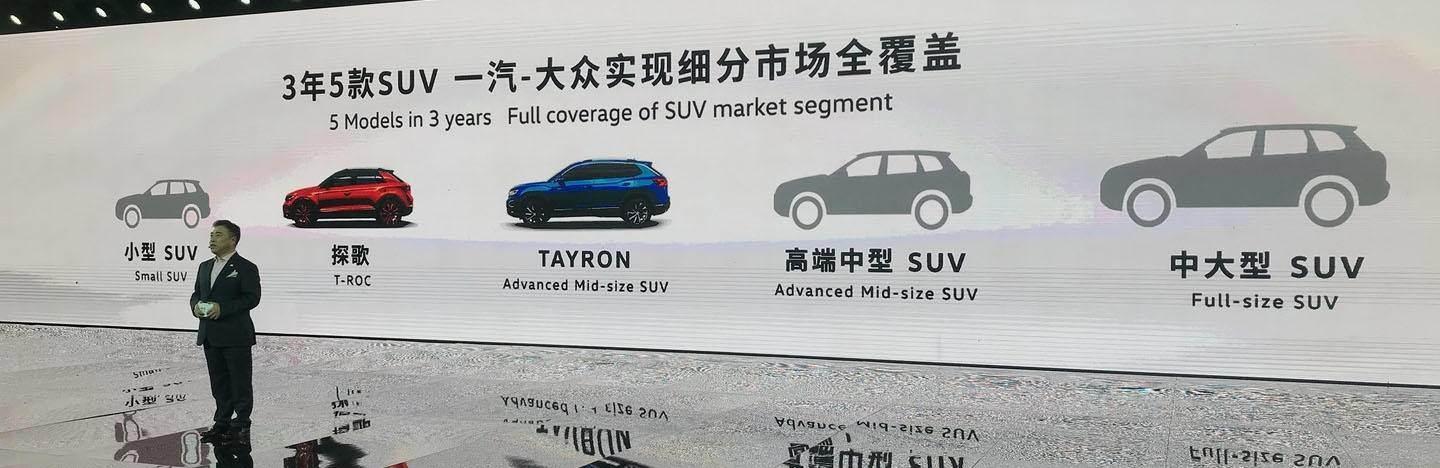 3年5款SUV 一汽-大众实现细分市场全覆盖
5 Models in 3 years Full coverage of SUV market segment
小型 SUV
Small SUV
探歌
T-ROC
TAYRON
Advanced Mid-size SUV
高端中型 SUV
Advanced Mid-size SUV
中大型 SUV
Full-size SUV